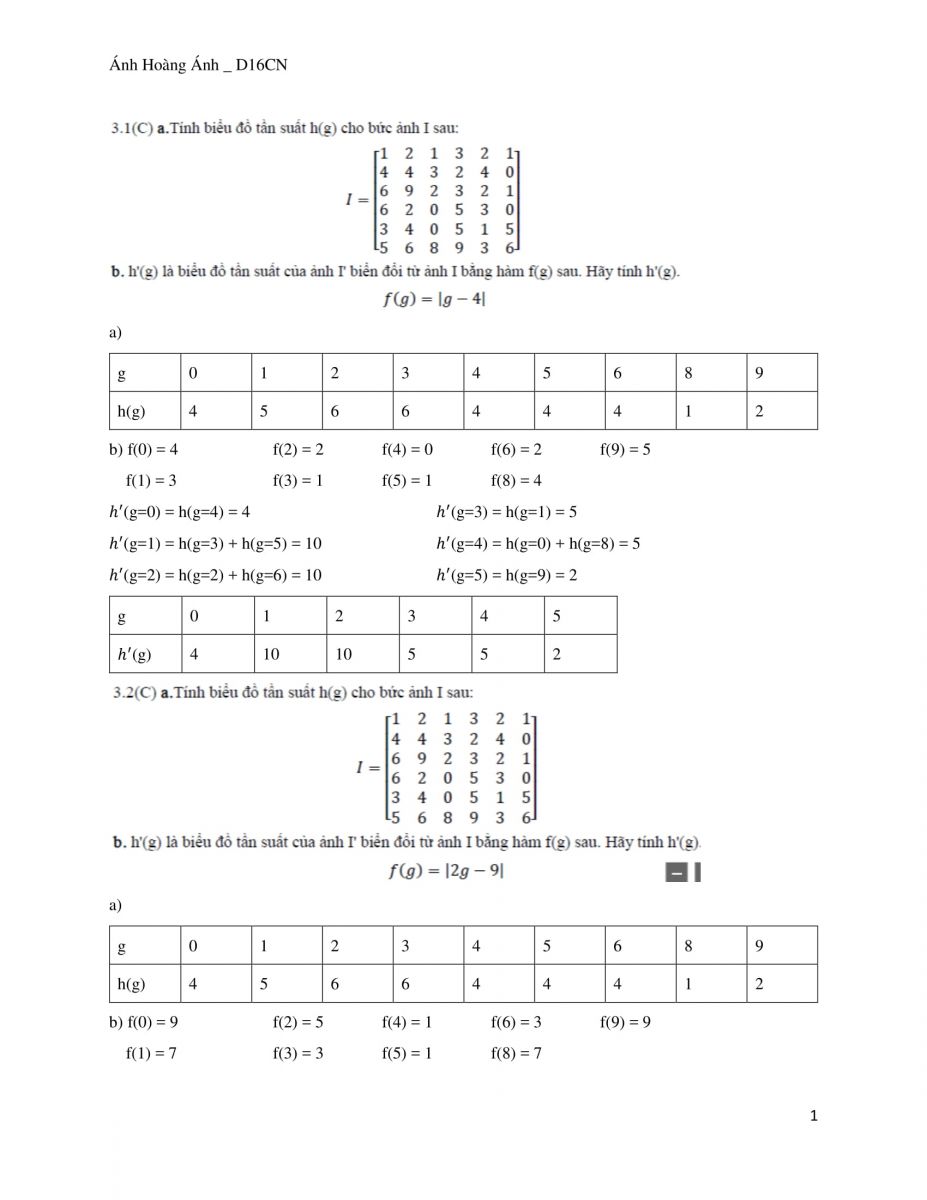 Ánh Hoàng Ánh _ D16CN
3.1(C) a.Tính biểu đồ tần suất h(g) cho bức ảnh I sau:
1 2 1 3 2 1
4 4 3 2 4 0
I = 6 9 2 3 2 1
6 2 0 5 3 0
3 4 0 5 1 5
5 6 8 9 3 6
b. h'(g) là biểu đồ tần suất của ảnh I' biến đổi từ ảnh I bằng hàm f(g) sau. Hãy tính h'(g).
f(g) = |g − 4|
a)
g 0 1 2 3 4 5 6 8 9
h(g) 4 5 6 6 4 4 4 1 2
b) f(0) = 4 f(2) = 2 f(4) = 0 f(6) = 2 f(9) = 5
f(1) = 3 f(3) = 1 f(5) = 1 f(8) = 4
h′(g=0) = h(g=4) = 4 h′(g=3) = h(g=1) = 5
h′(g=1) = h(g=3) + h(g=5) = 10 h′(g=4) = h(g=0) + h(g=8) = 5
h′(g=2) = h(g=2) + h(g=6) = 10 h′(g=5) = h(g=9) = 2
g 0 1 2 3 4 5
h′(g) 4 10 10 5 5 2
3.2(C) a.Tính biểu đồ tần suất h(g) cho bức ảnh I sau:
1 2 1 3 2 1
4 4 3 2 4 0
I = 6 9 2 3 2 1
6 2 0 5 3 0
3 4 0 5 1 5
5 6 8 9 3 6
b. h'(g) là biểu đồ tần suất của ảnh I' biến đổi từ ảnh I bằng hàm f(g) sau. Hãy tính h'(g).
f(g) = |2g − 9|
a)
g 0 1 2 3 4 5 6 8 9
h(g) 4 5 6 6 4 4 4 1 2
b) f(0) = 9 f(2) = 5 f(4) = 1 f(6) = 3 f(9) = 9
f(1) = 7 f(3) = 3 f(5) = 1 f(8) = 7
1